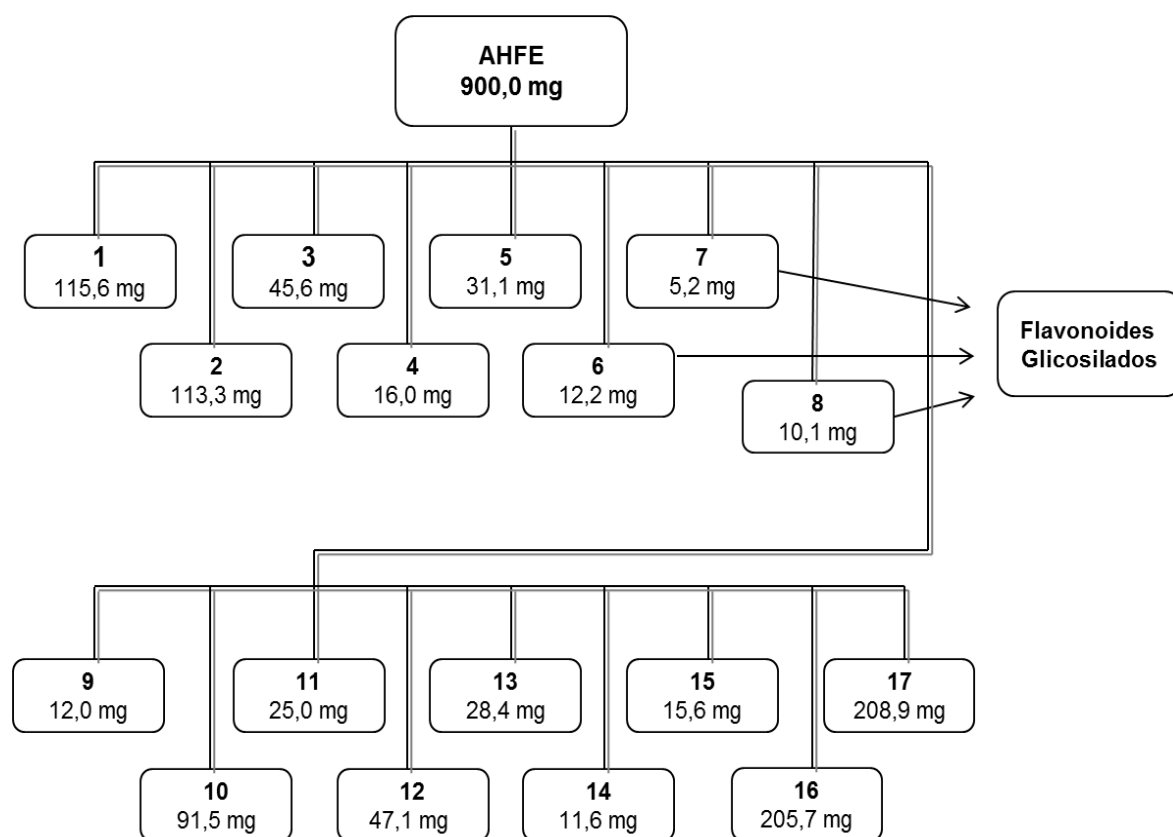 AHFE
900,0 mg
1
115,6 mg
3
45,6 mg
5
31,1 mg
7
5,2 mg
2
113,3 mg
4
16,0 mg
6
12,2 mg
8
10,1 mg
Flavonoides
Glicosilados
9
12,0 mg
11
25,0 mg
13
28,4 mg
15
15,6 mg
17
208,9 mg
10
91,5 mg
12
47,1 mg
14
11,6 mg
16
205,7 mg